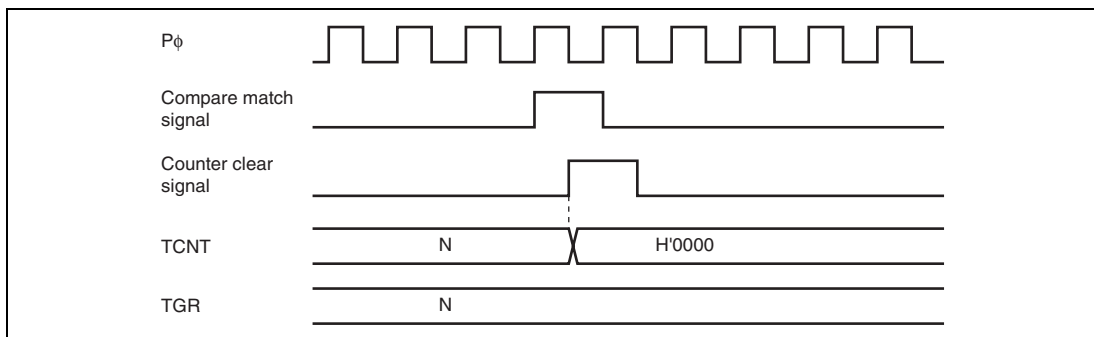 Pφ
Compare match
signal
Counter clear
signal
TCNT
N
H'0000
TGR
N